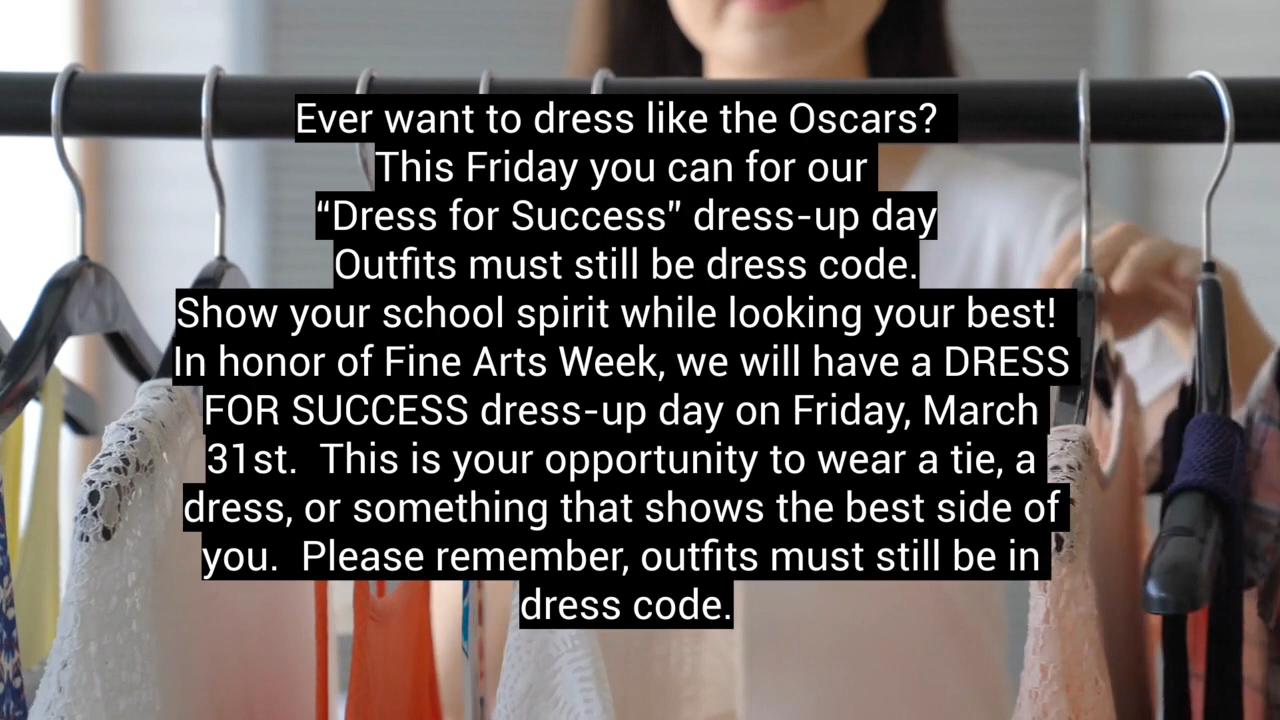 Ever want to dress like the Oscars?
This Friday you can for our
“Dress for Success” dress-up day
Outfits must still be dress code.
Show your school spirit while looking your best!
In honor of Fine Arts Week, we will have a DRESS
FOR SUCCESS dress-up day on Friday, March
31st.  This is your opportunity to wear a tie, a
dress, or something that shows the best side of
you.  Please remember, outfits must still be in
dress code.